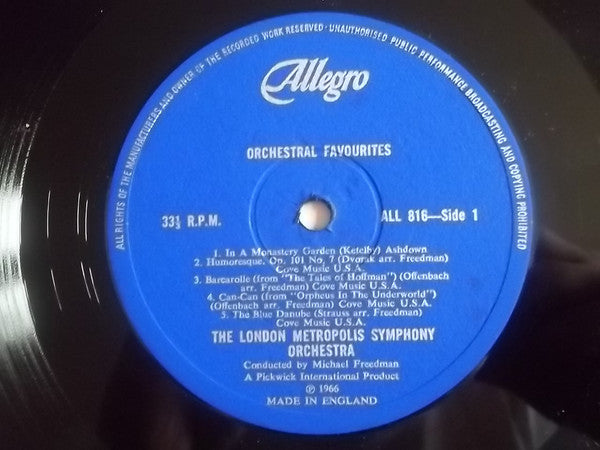 ALL RIGHTS OF THE MANUFACTURERS AND OWNER OF THE RECORDED WORK RESERVED · UNAUTHORISED PUBLIC PERFORMANCE BROADCASTING AND COPYING PROHIBITED
Allegro
ORCHESTRAL FAVOURITES
33⅓ R.P.M.
ALL 816—Side 1
1. In A Monastery Garden (Ketelby) Ashdown
2. Humoresque. Op. 101 No. 7 (Dvorak arr. Freedman)
Cove Music U.S.A.
3. Barcarolle (from "The Tales of Hoffman") (Offenbach
arr. Freedman) Cove Music U.S.A.
4. Can-Can (from "Orpheus In The Underworld")
(Offenbach arr. Freedman) Cove Music U.S.A.
5. The Blue Danube (Strauss arr. Freedman)
Cove Music U.S.A.
THE LONDON METROPOLIS SYMPHONY
ORCHESTRA
Conducted by Michael Freedman
A Pickwick International Product
℗ 1966
MADE IN ENGLAND